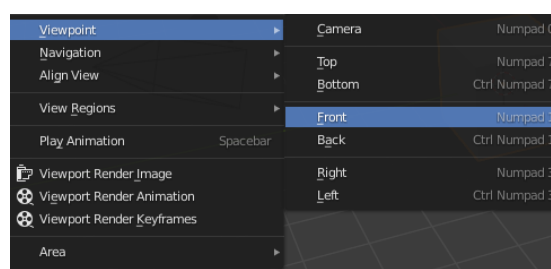 Viewpoint
Navigation
Align View
View Regions
Play Animation Spacebar
Viewport Render Image
Viewport Render Animation
Viewport Render Keyframes
Area
Camera Numpad
Top Numpad
Bottom Ctrl Numpad
Front Numpad
Back Ctrl Numpad
Right Numpad
Left Ctrl Numpad